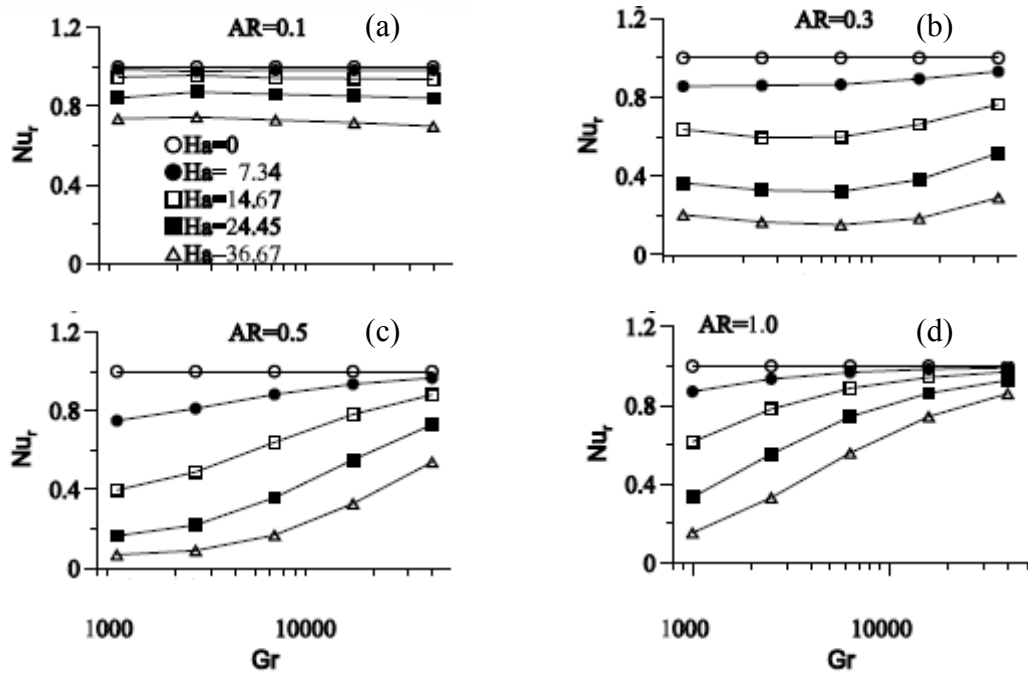 1.2
AR=0.1
(a)
0.8
Nu_r
0.4
0
Ha=0
Ha= 7.34
Ha=14.67
Ha=24.45
Ha=36.67
1.2
AR=0.3
(b)
0.8
Nu_r
0.4
0
1.2
AR=0.5
(c)
0.8
Nu_r
0.4
0
1000
10000
Gr
1.2
AR=1.0
(d)
0.8
Nu_r
0.4
0
1000
10000
Gr